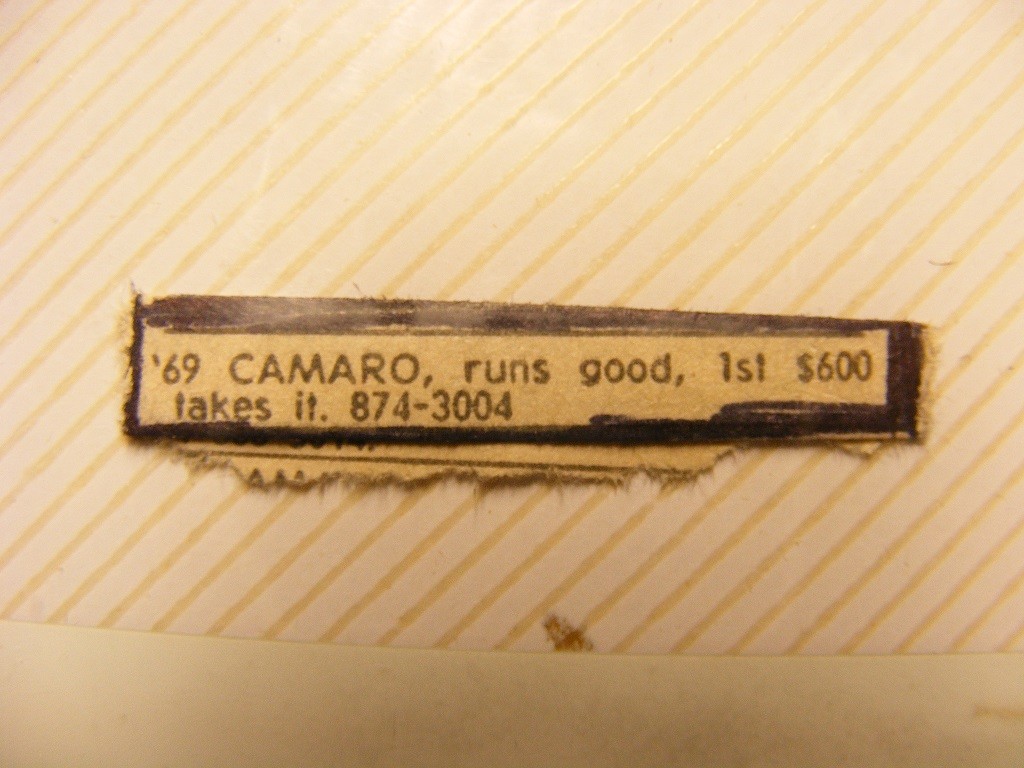 '69 CAMARO, runs good, 1st $600
takes it. 874-3004